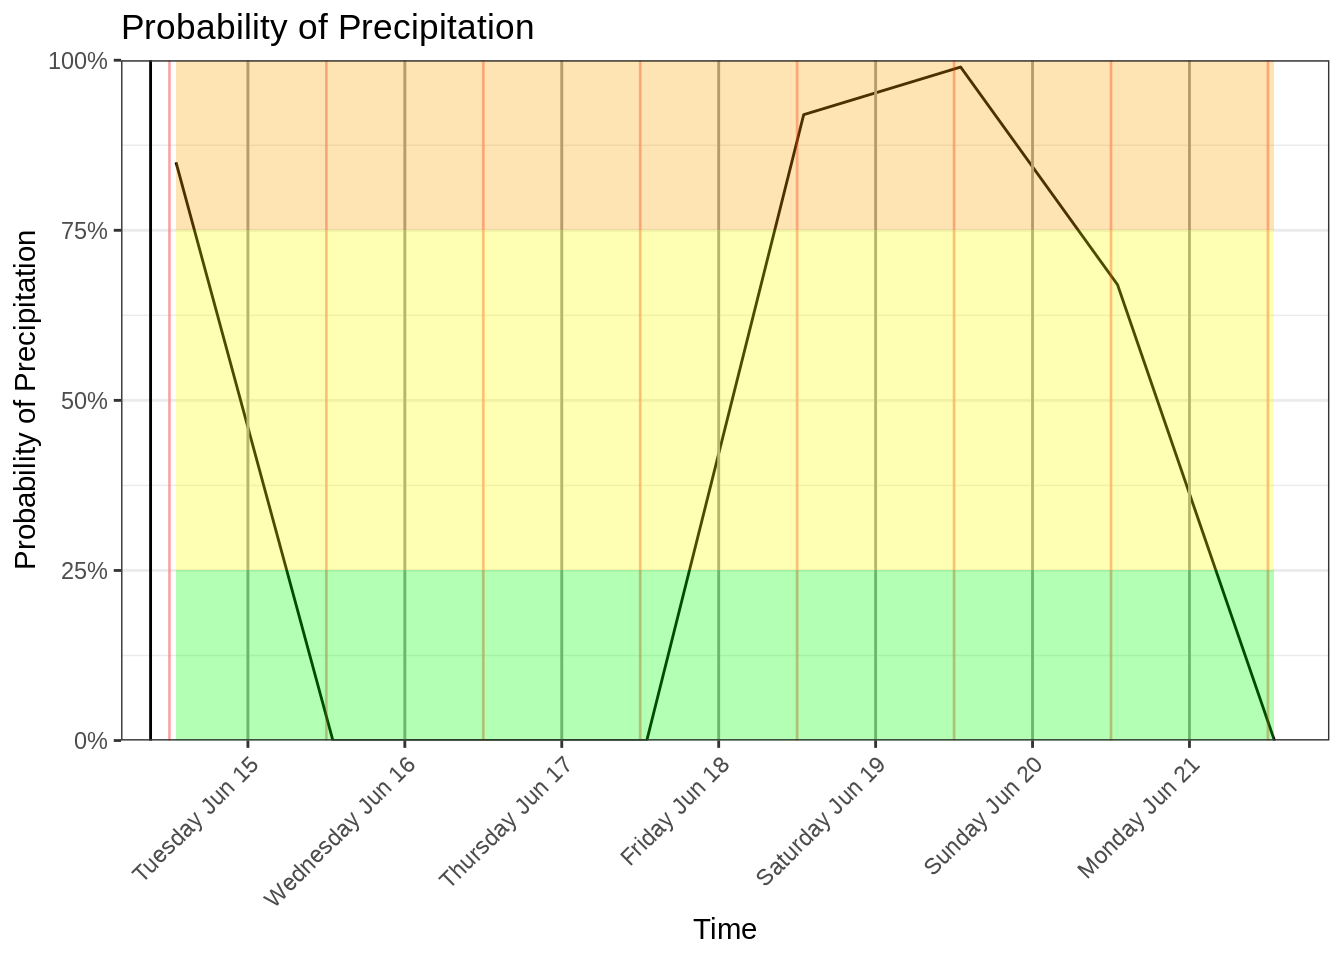 Probability of Precipitation
Probability of Precipitation
100%
75%
50%
25%
0%
Tuesday Jun 15
Wednesday Jun 16
Thursday Jun 17
Friday Jun 18
Saturday Jun 19
Sunday Jun 20
Monday Jun 21
Time